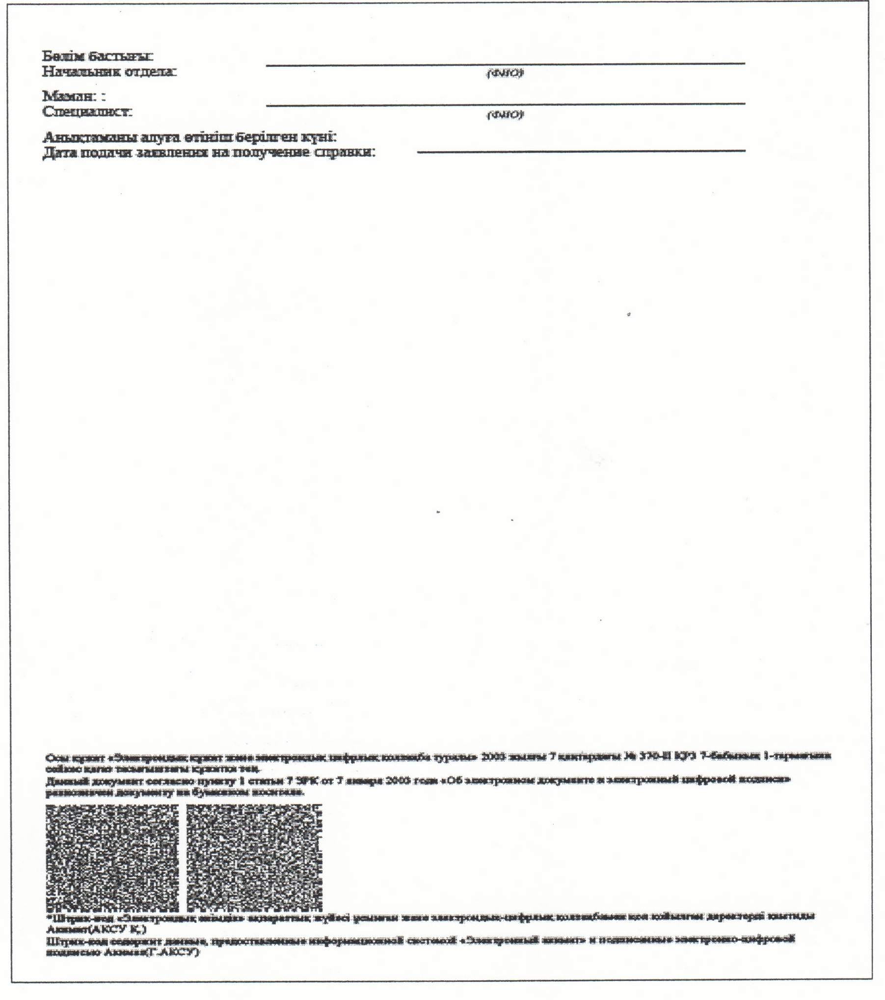 Бөлім бастығы:
Начальник отдела:
(ФИО)
Маман: :
Специалист:
(ФИО)
Анықтаманы алуға өтініш берілген күні:
Дата подачи заявления на получение справки:
Осы құжат «Электрондық құжат және электрондық цифрлық қолтаңба туралы» 2003 жылғы 7 қаңтардағы № 370-II ҚРЗ 7-бабының 1-тармағына
сәйкес қағаз тасығыштағы құжатқа тең.
Данный документ согласно пункту 1 статьи 7 ЗРК от 7 января 2003 года «Об электронном документе и электронный цифровой подписи»
равнозначен документу на бумажном носителе.
*Штрих-код «Электрондық әкімдік» ақпараттық жүйесі ұсынған және электрондық-цифрлық қолтаңбамен қол қойылған деректерді қамтиды
Акимат(АКСУ Қ.)
Штрих-код содержит данные, предоставленные информационной системой «Электронный акимат» и подписанные электронно-цифровой
подписью Акимат(Г.АКСУ)